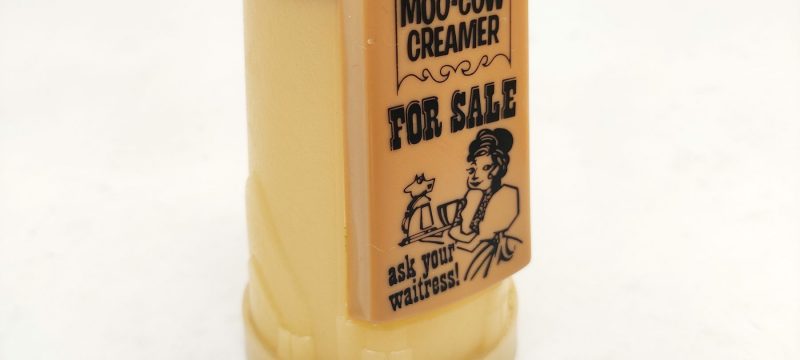 MOO-COW
CREAMER
FOR SALE
ask your
waitress!